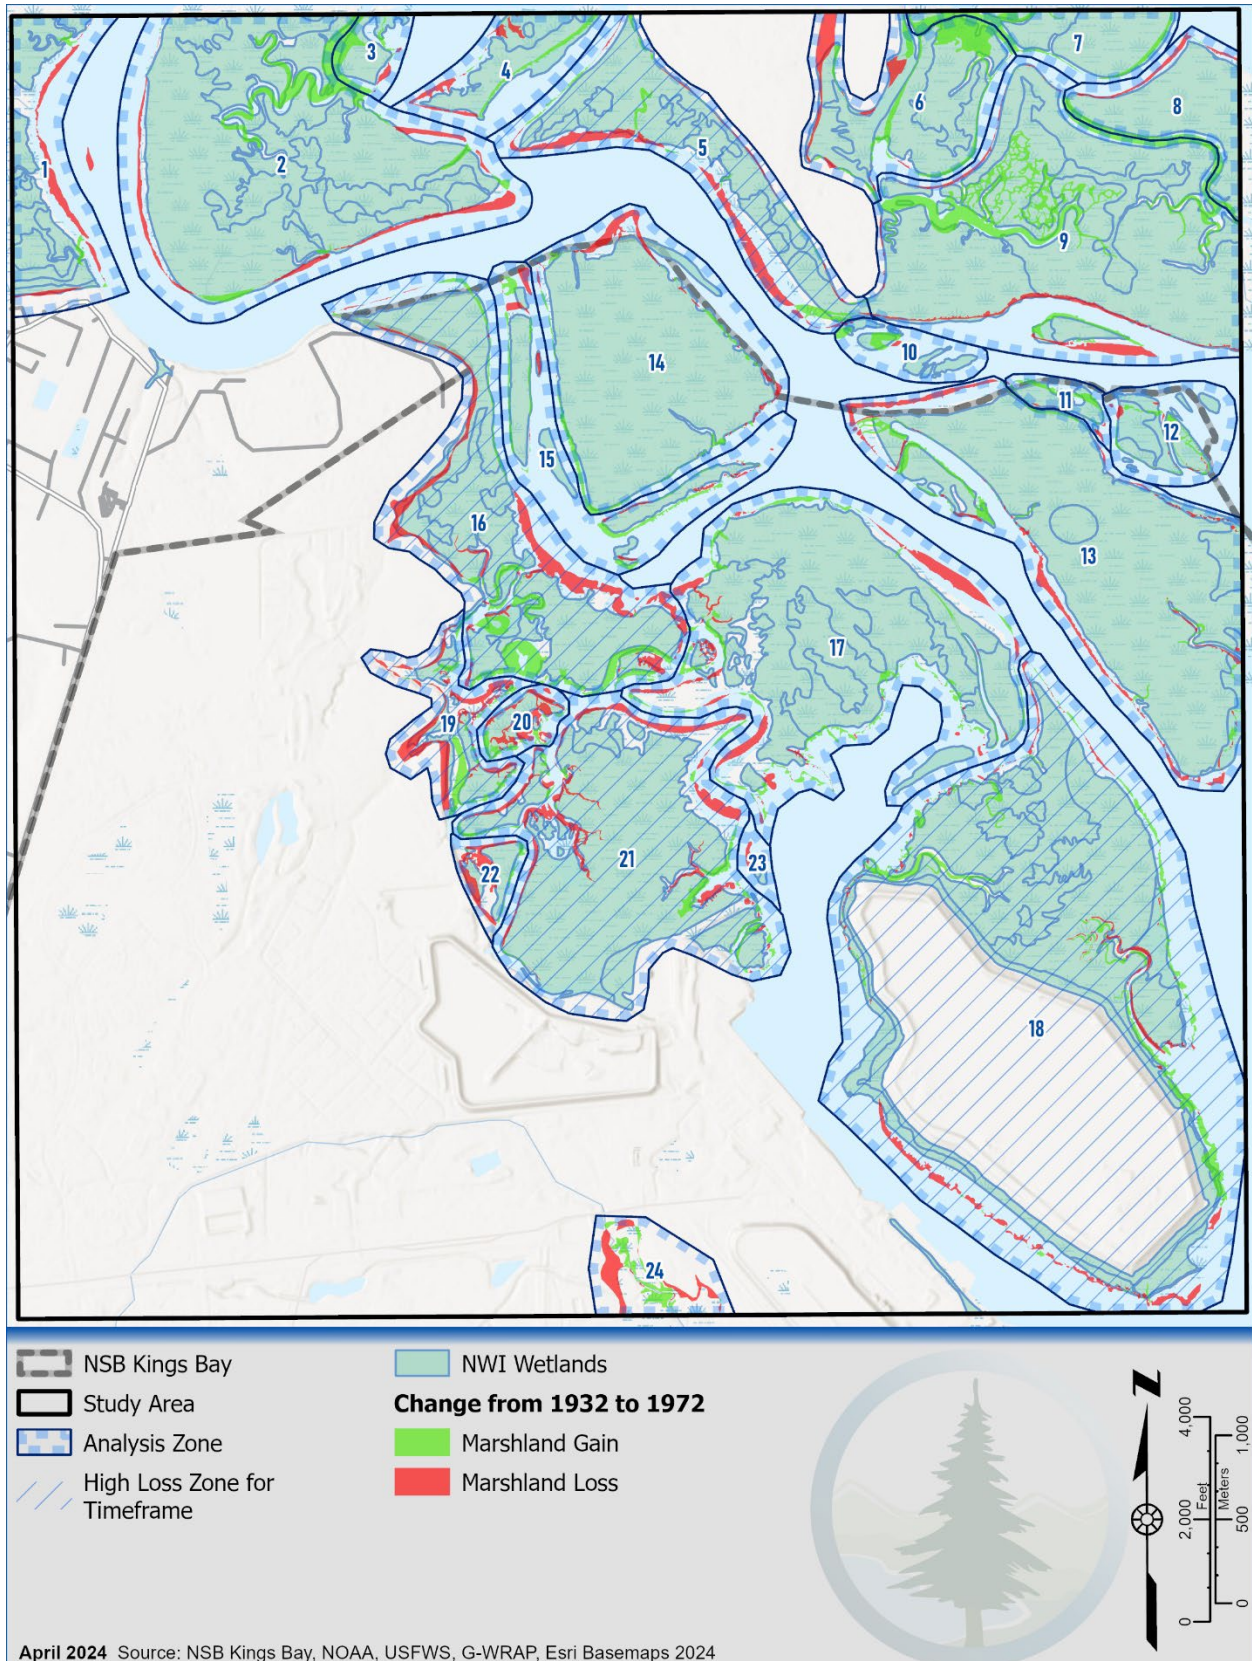 3
7
4
6
8
1
5
2
9
10
14
11
12
15
16
13
17
19
20
21
23
22
18
24
NSB Kings Bay
Study Area
Analysis Zone
High Loss Zone for
Timeframe
NWI Wetlands
Change from 1932 to 1972
Marshland Gain
Marshland Loss
N
4,000
2,000
0
Feet
1,000
500
0
Meters
April 2024 Source: NSB Kings Bay, NOAA, USFWS, G-WRAP, Esri Basemaps 2024